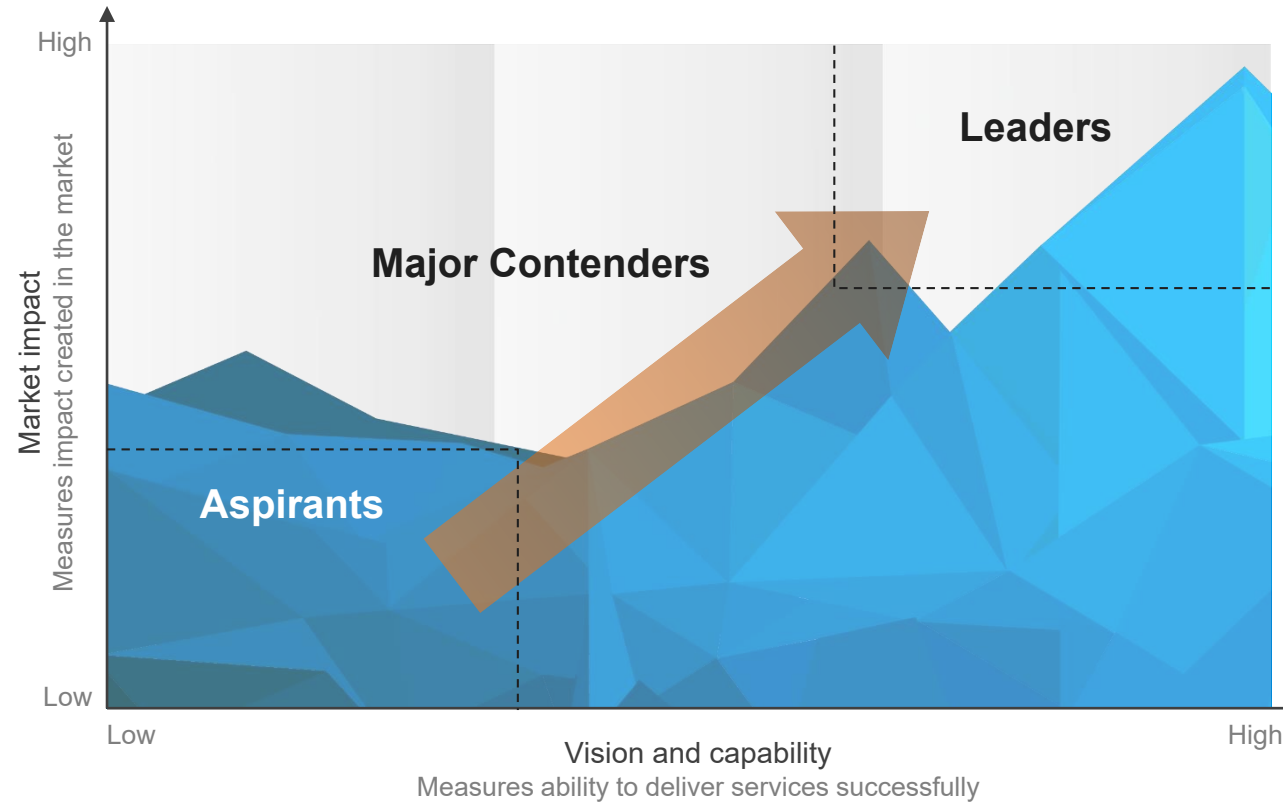 High
Leaders
Major Contenders
Market impact
Measures impact created in the market
Aspirants
Low
Low
High
Vision and capability
Measures ability to deliver services successfully